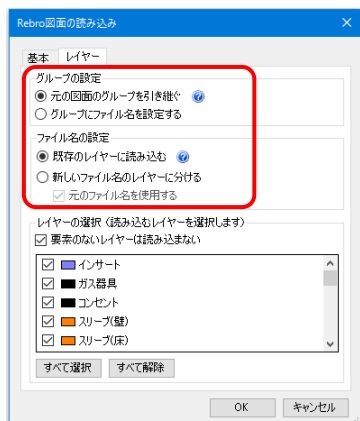 Rebro図面の読み込み
基本 レイヤー
グループの設定
元の図面のグループを引き継ぐ
グループにファイル名を設定する
ファイル名の設定
既存のレイヤーに読み込む
新しいファイル名のレイヤーに分ける
元のファイル名を使用する
レイヤーの選択（読み込むレイヤーを選択します）
要素のないレイヤーは読み込まない
インサート
ガス器具
コンセント
スリーブ(壁)
スリーブ(床)
すべて選択 すべて解除
OK キャンセル